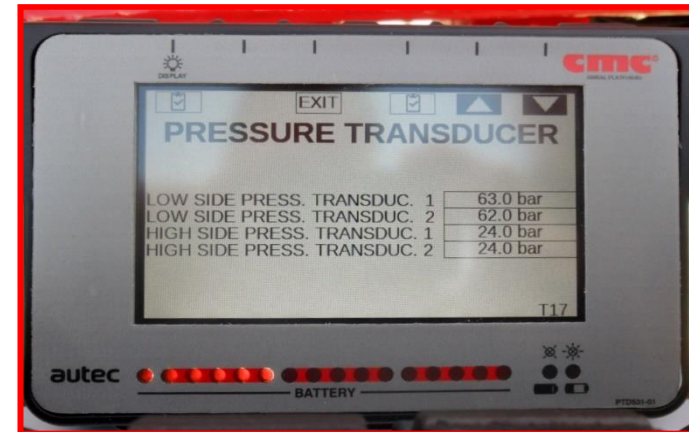 DISPLAY
cmc®
AERIAL PLATFORMS
EXIT
PRESSURE TRANSDUCER
LOW SIDE PRESS. TRANSDUC. 1 63.0 bar
LOW SIDE PRESS. TRANSDUC. 2 62.0 bar
HIGH SIDE PRESS. TRANSDUC. 1 24.0 bar
HIGH SIDE PRESS. TRANSDUC. 2 24.0 bar
T17
autec
BATTERY